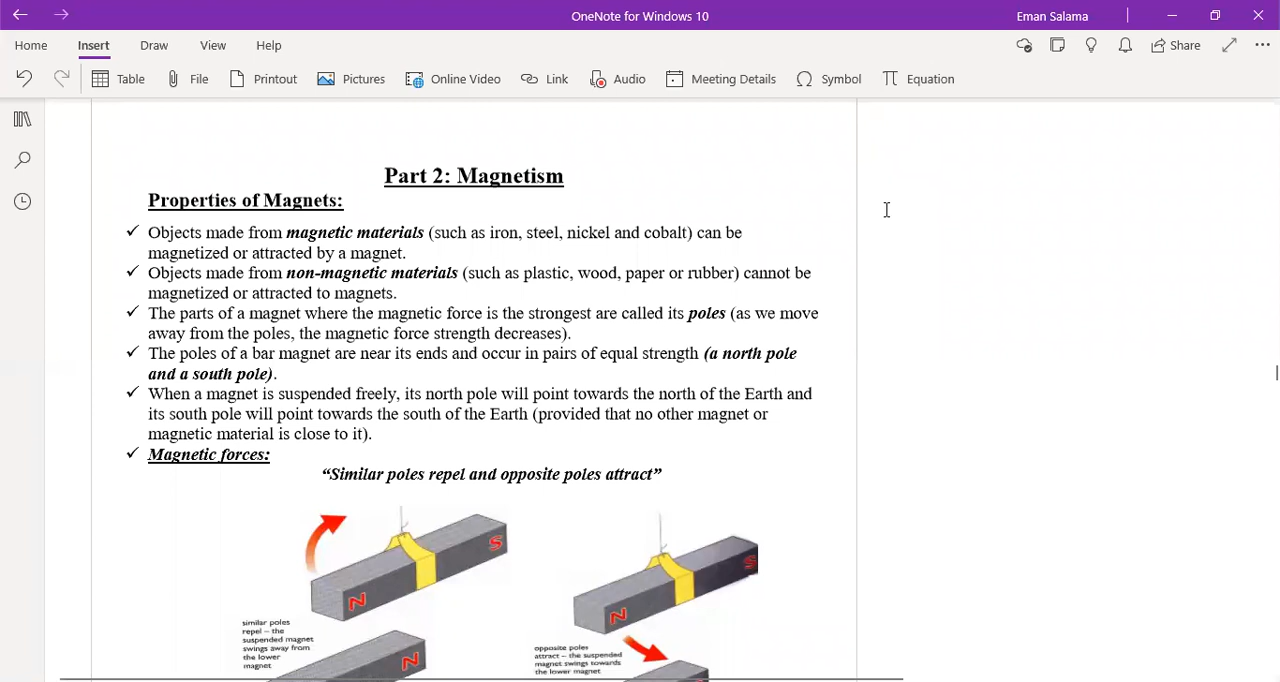 OneNote for Windows 10
Eman Salama
Home Insert Draw View Help
Share
Table File Printout Pictures Online Video Link Audio Meeting Details Symbol Equation
Part 2: Magnetism
Properties of Magnets:
✓ Objects made from magnetic materials (such as iron, steel, nickel and cobalt) can be
magnetized or attracted by a magnet.
✓ Objects made from non-magnetic materials (such as plastic, wood, paper or rubber) cannot be
magnetized or attracted to magnets.
✓ The parts of a magnet where the magnetic force is the strongest are called its poles (as we move
away from the poles, the magnetic force strength decreases).
✓ The poles of a bar magnet are near its ends and occur in pairs of equal strength (a north pole
and a south pole).
✓ When a magnet is suspended freely, its north pole will point towards the north of the Earth and
its south pole will point towards the south of the Earth (provided that no other magnet or
magnetic material is close to it).
✓ Magnetic forces:
“Similar poles repel and opposite poles attract”
S
N
similar poles
repel – the
suspended magnet
swings away from
the lower
magnet
N
S
N
opposite poles
attract – the suspended
magnet swings towards
the lower magnet